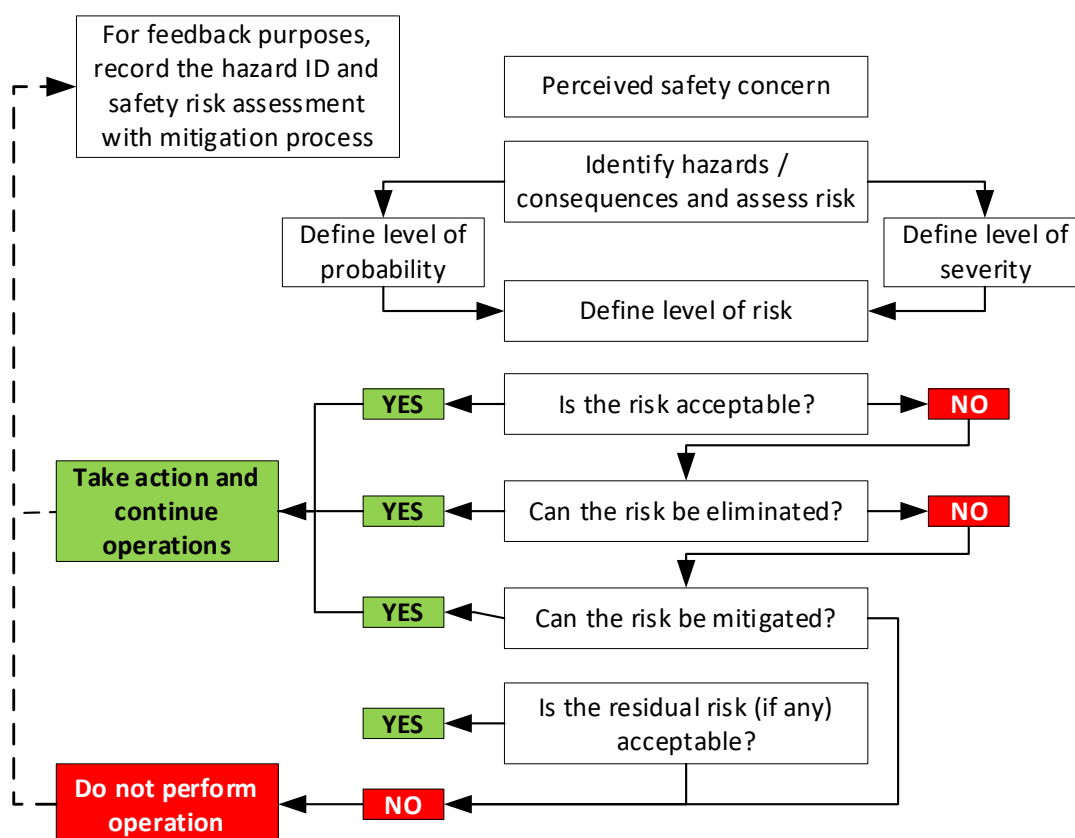 For feedback purposes,
record the hazard ID and
safety risk assessment
with mitigation process
Perceived safety concern
Identify hazards /
consequences and assess risk
Define level of
probability
Define level of
severity
Define level of risk
YES
Is the risk acceptable?
NO
Take action and
continue
operations
YES
Can the risk be eliminated?
NO
YES
Can the risk be mitigated?
YES
Is the residual risk (if any)
acceptable?
Do not perform
operation
NO